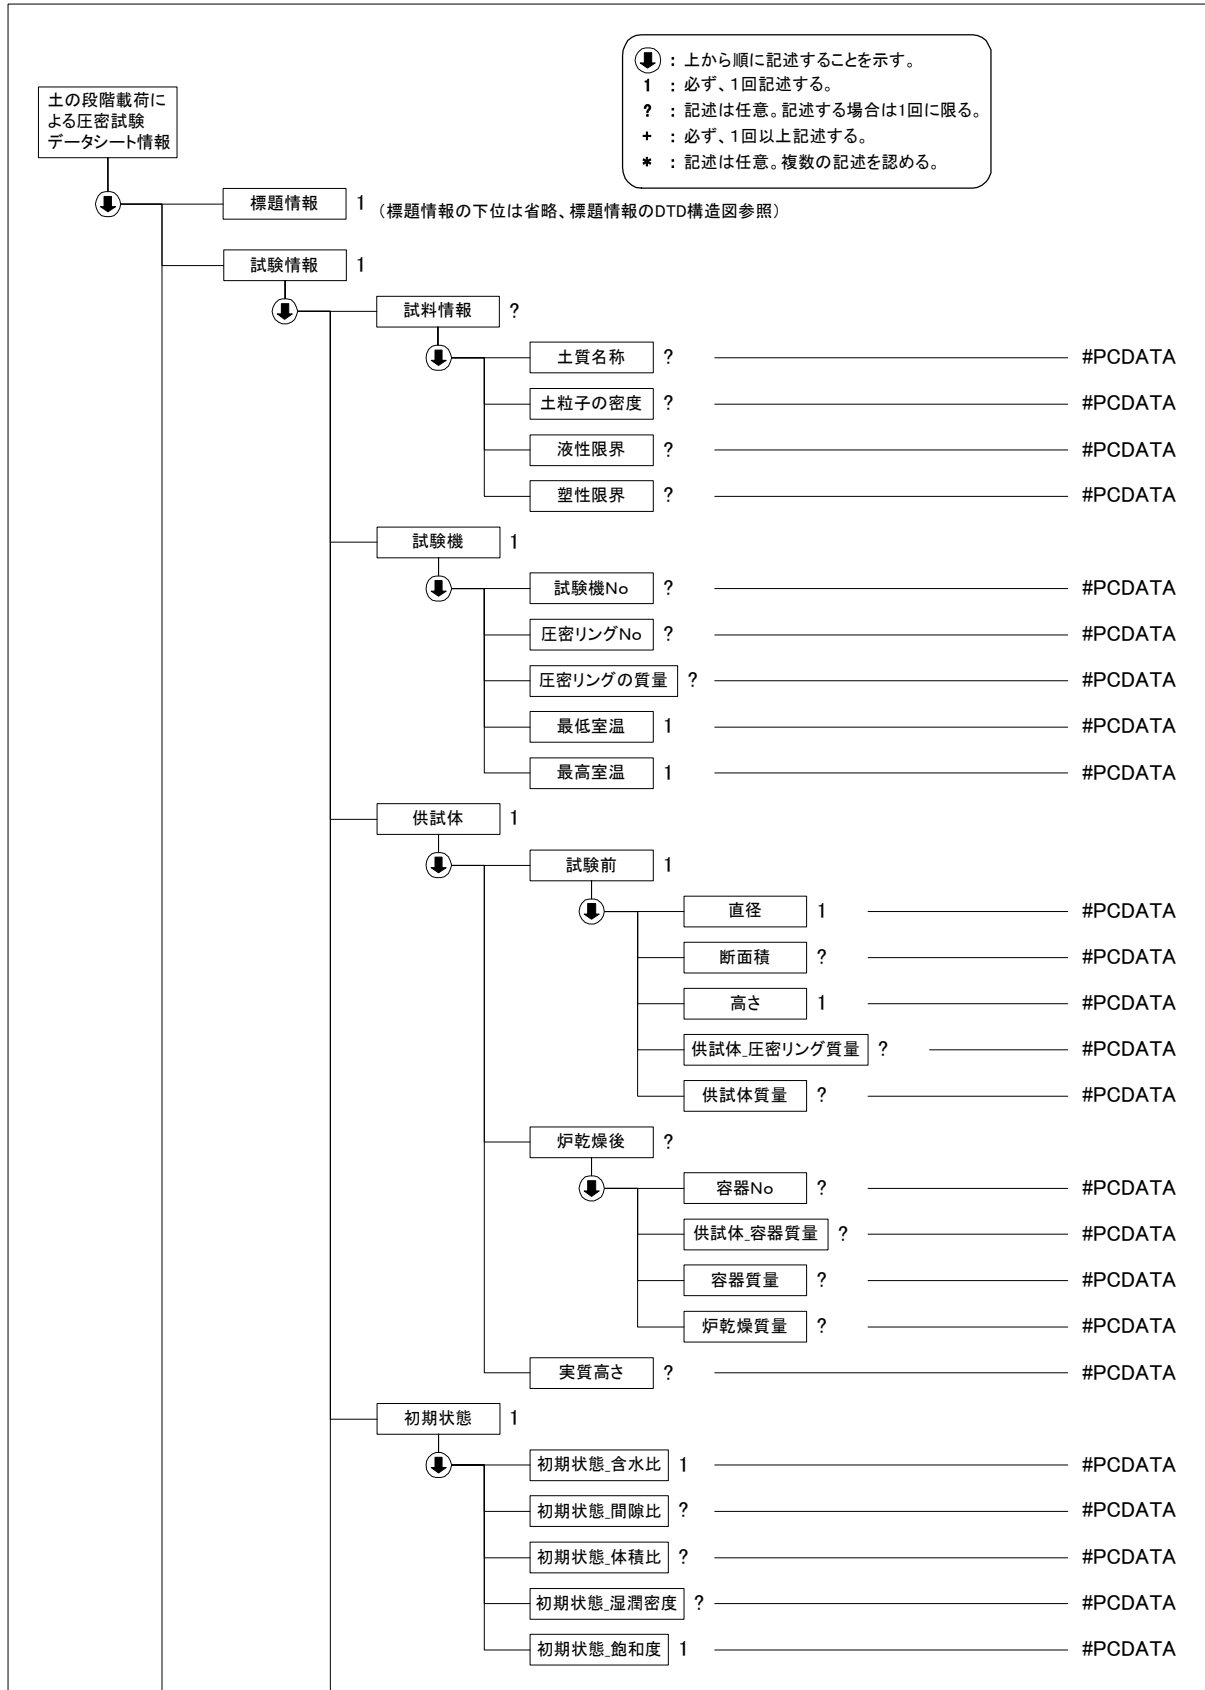 : 上から順に記述することを示す。
1 : 必ず、1回記述する。
? : 記述は任意。記述する場合は1回に限る。
+ : 必ず、1回以上記述する。
* : 記述は任意。複数の記述を認める。
土の段階載荷に
よる圧密試験
データシート情報
標題情報 1 (標題情報の下位は省略、標題情報のDTD構造図参照)
試験情報 1
試料情報 ?
土質名称 ? #PCDATA
土粒子の密度 ? #PCDATA
液性限界 ? #PCDATA
塑性限界 ? #PCDATA
試験機 1
試験機No ? #PCDATA
圧密リングNo ? #PCDATA
圧密リングの質量 ? #PCDATA
最低室温 1 #PCDATA
最高室温 1 #PCDATA
供試体 1
試験前 1
直径 1 #PCDATA
断面積 ? #PCDATA
高さ 1 #PCDATA
供試体_圧密リング質量 ? #PCDATA
供試体質量 ? #PCDATA
炉乾燥後 ?
容器No ? #PCDATA
供試体_容器質量 ? #PCDATA
容器質量 ? #PCDATA
炉乾燥質量 ? #PCDATA
実質高さ ? #PCDATA
初期状態 1
初期状態_含水比 1 #PCDATA
初期状態_間隙比 ? #PCDATA
初期状態_体積比 ? #PCDATA
初期状態_湿潤密度 ? #PCDATA
初期状態_飽和度 1 #PCDATA